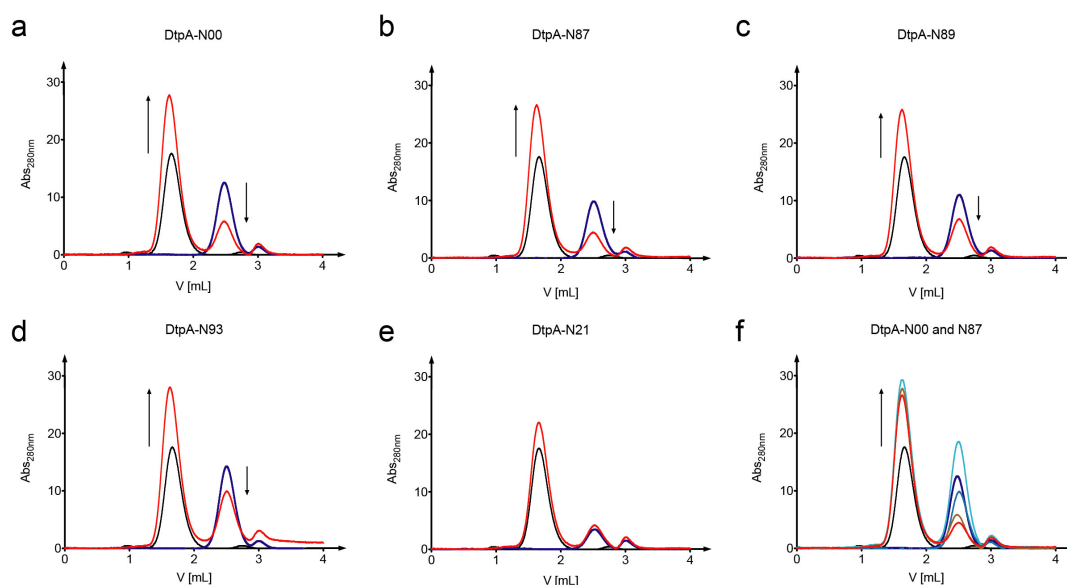 a
DtpA-N00
Abs280nm
30
20
10
0
0 1 2 3 4
V [mL]
b
DtpA-N87
Abs280nm
30
20
10
0
0 1 2 3 4
V [mL]
c
DtpA-N89
Abs280nm
30
20
10
0
0 1 2 3 4
V [mL]
d
DtpA-N93
Abs280nm
30
20
10
0
0 1 2 3 4
V [mL]
e
DtpA-N21
Abs280nm
30
20
10
0
0 1 2 3 4
V [mL]
f
DtpA-N00 and N87
Abs280nm
30
20
10
0
0 1 2 3 4
V [mL]